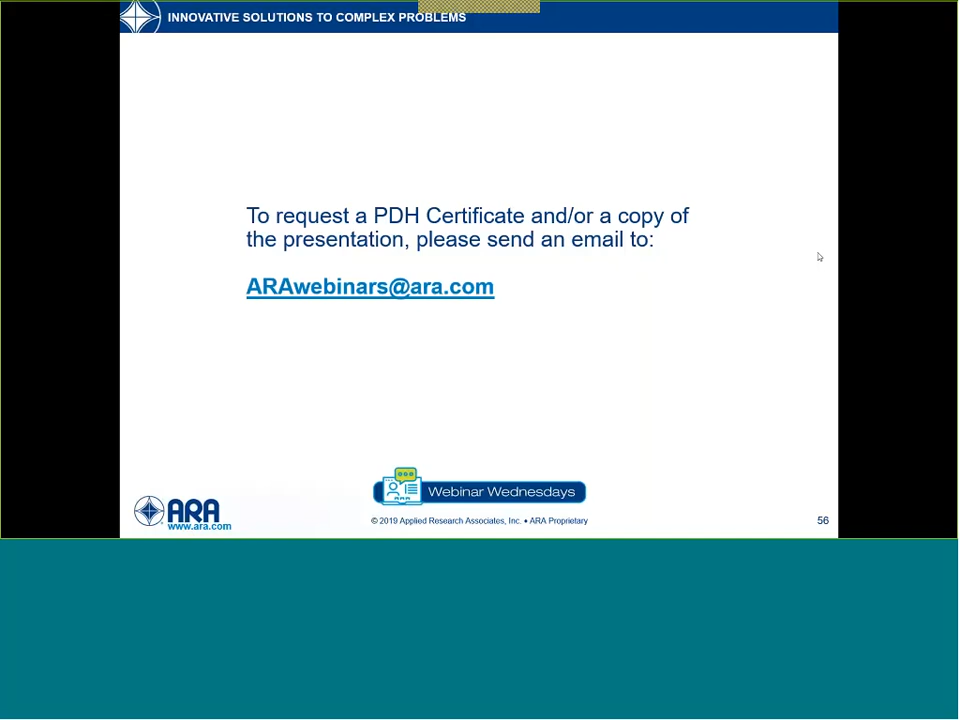 INNOVATIVE SOLUTIONS TO COMPLEX PROBLEMS
To request a PDH Certificate and/or a copy of
the presentation, please send an email to:
ARAwebinars@ara.com
Webinar Wednesdays
ARA
www.ara.com
© 2019 Applied Research Associates, Inc. • ARA Proprietary
56